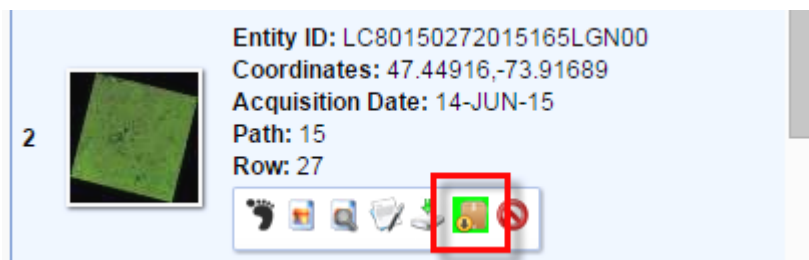 Entity ID: LC80150272015165LGN00
Coordinates: 47.44916,-73.91689
Acquisition Date: 14-JUN-15
2
Path: 15
Row: 27